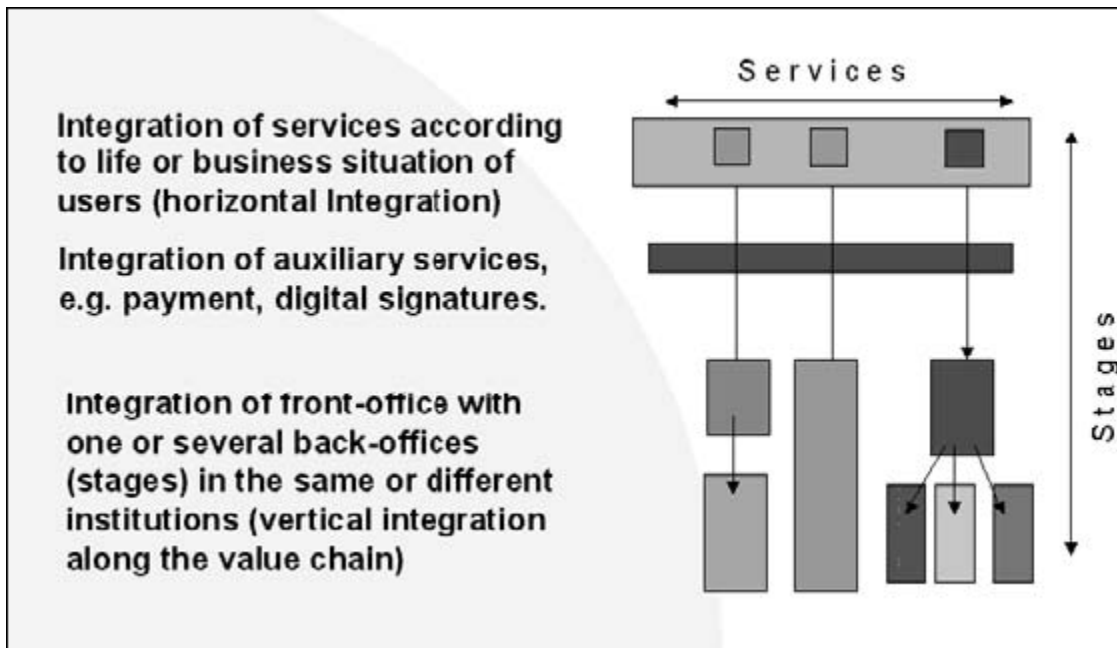 Services
Integration of services according
to life or business situation of
users (horizontal Integration)
Integration of auxiliary services,
e.g. payment, digital signatures.
Integration of front-office with
one or several back-offices
(stages) in the same or different
institutions (vertical integration
along the value chain)
Stages